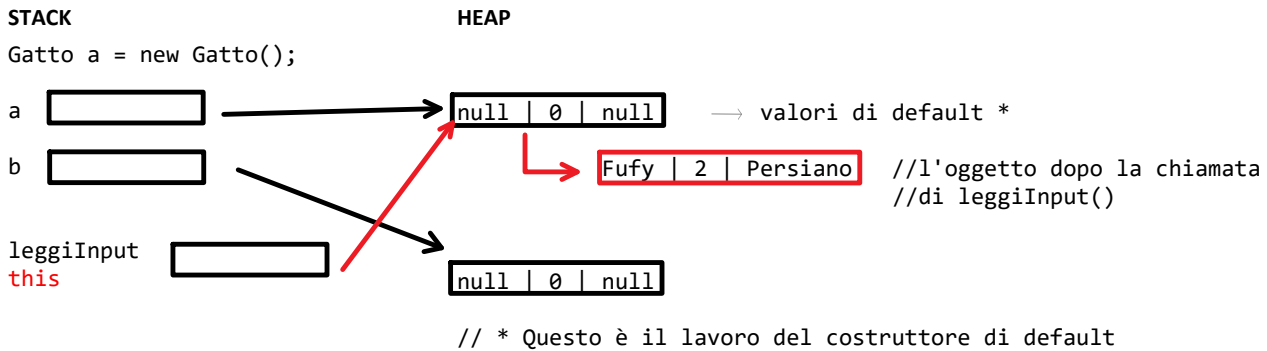 STACK HEAP
Gatto a = new Gatto();
a null | 0 | null → valori di default *
b Fufy | 2 | Persiano //l'oggetto dopo la chiamata
//di leggiInput()
leggiInput
this null | 0 | null
// * Questo è il lavoro del costruttore di default